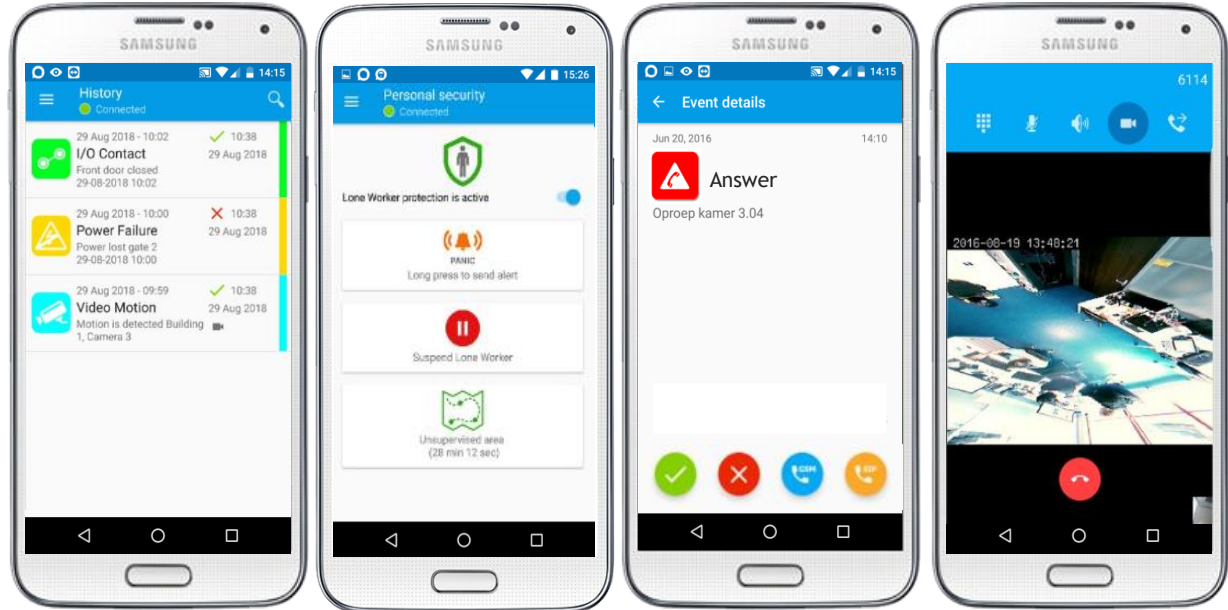 SAMSUNG
14:15
History
Connected
29 Aug 2018 - 10:02
10:38
I/O Contact
29 Aug 2018
Front door closed
29-08-2018 10:02
29 Aug 2018 - 10:00
10:38
Power Failure
29 Aug 2018
Power lost gate 2
29-08-2018 10:00
29 Aug 2018 - 09:59
10:38
Video Motion
29 Aug 2018
Motion is detected Building
1, Camera 3
SAMSUNG
15:26
Personal security
Connected
Lone Worker protection is active
PANIC
Long press to send alert
Suspend Lone Worker
Unsupervised area
(28 min 12 sec)
SAMSUNG
14:15
Event details
Jun 20, 2016
14:10
Answer
Oproep kamer 3.04
GSM
SIP
SAMSUNG
6114
2016-08-19 13:48:21